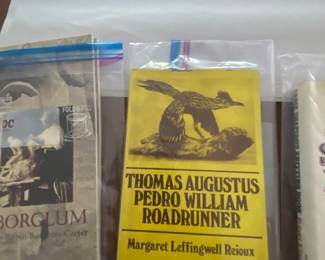 BORGLUM
THOMAS AUGUSTUS
PEDRO WILLIAM
ROADRUNNER
Margaret Leffingwell Reioux